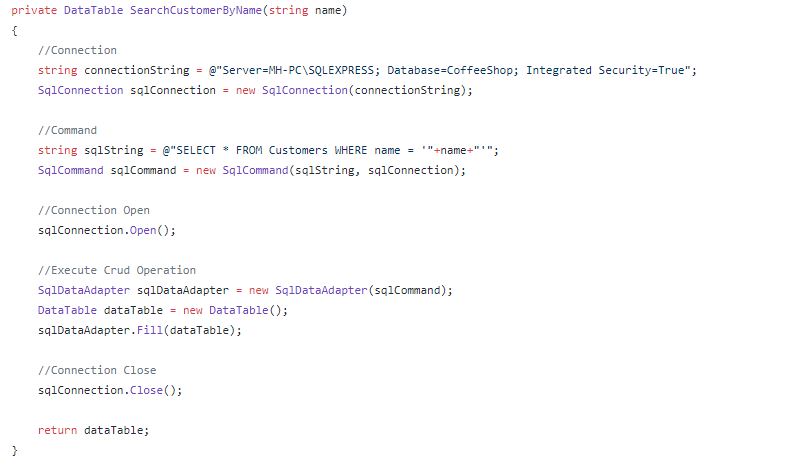 private DataTable SearchCustomerByName(string name)
{
    //Connection
    string connectionString = @"Server=MH-PC\SQLEXPRESS; Database=CoffeeShop; Integrated Security=True";
    SqlConnection sqlConnection = new SqlConnection(connectionString);

    //Command
    string sqlString = @"SELECT * FROM Customers WHERE name = '"+name+"'";
    SqlCommand sqlCommand = new SqlCommand(sqlString, sqlConnection);

    //Connection Open
    sqlConnection.Open();

    //Execute Crud Operation
    SqlDataAdapter sqlDataAdapter = new SqlDataAdapter(sqlCommand);
    DataTable dataTable = new DataTable();
    sqlDataAdapter.Fill(dataTable);

    //Connection Close
    sqlConnection.Close();

    return dataTable;
}